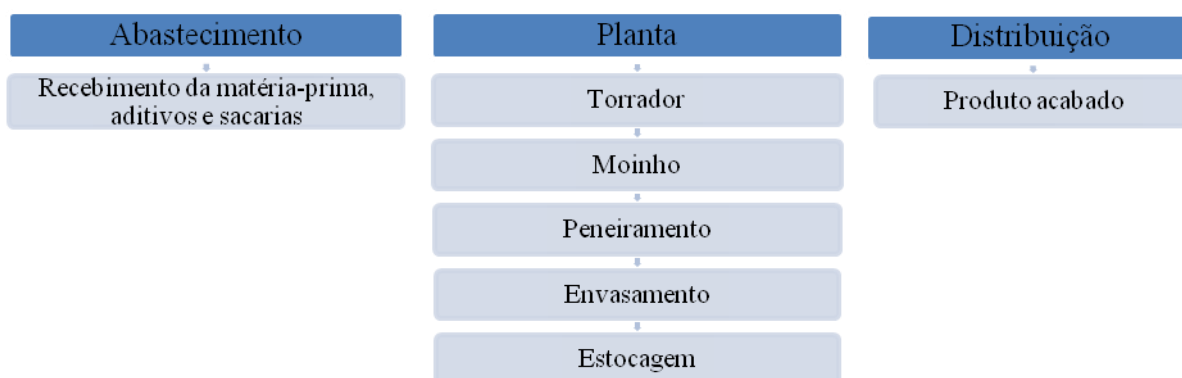 Abastecimento
Recebimento da matéria-prima,
aditivos e sacarias
Planta
Torrador
Moinho
Peneiramento
Envasamento
Estocagem
Distribuição
Produto acabado